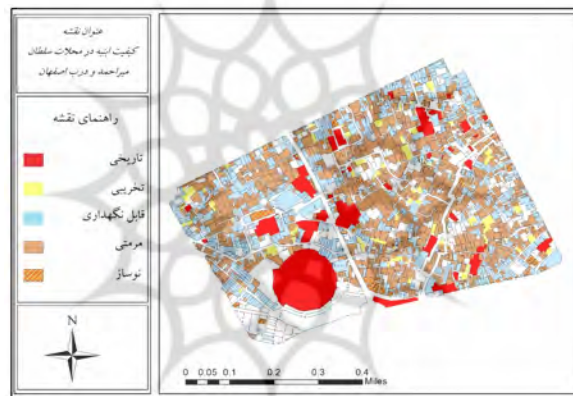 عنوان نقشه
کیفیت ابنیه در محلات سلطان
میراحمد و درب اصفهان
راهنمای نقشه
تاریخی
تخریبی
قابل نگهداری
مرمتی
نوساز
N
0 0.05 0.1 0.2 0.3 0.4
Miles